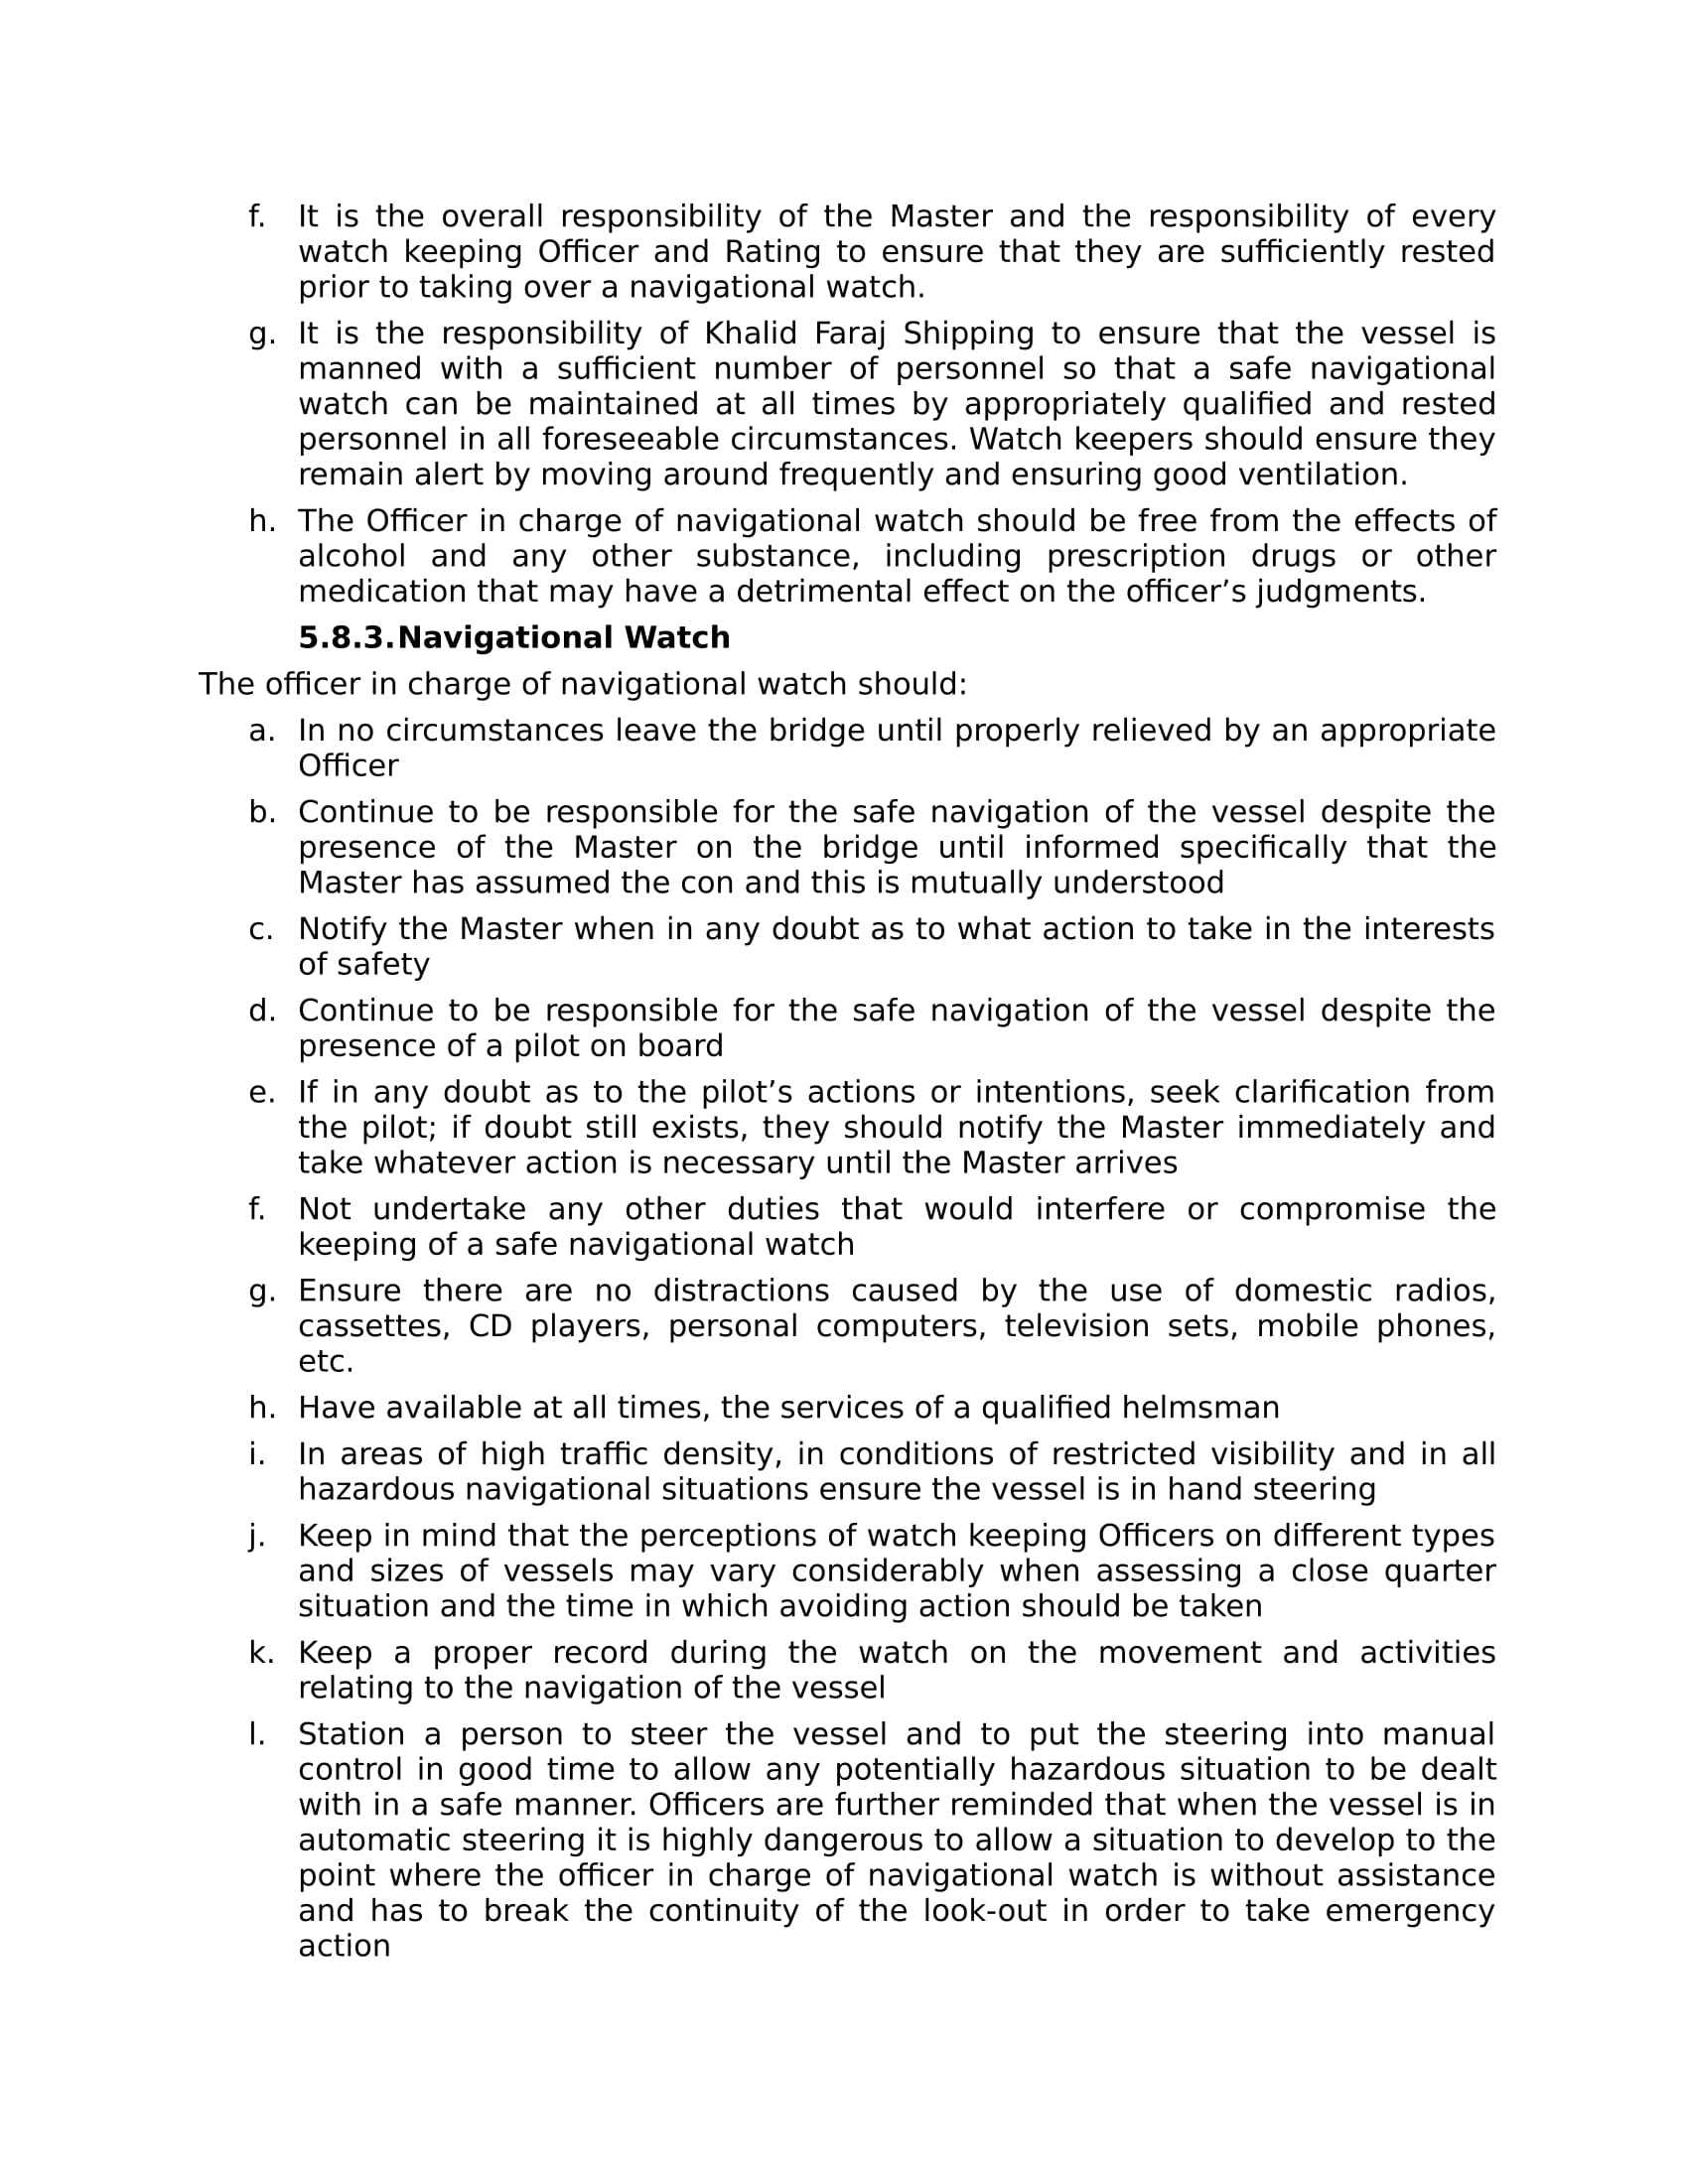 f. It is the overall responsibility of the Master and the responsibility of every
watch keeping Officer and Rating to ensure that they are sufficiently rested
prior to taking over a navigational watch.
g. It is the responsibility of Khalid Faraj Shipping to ensure that the vessel is
manned with a sufficient number of personnel so that a safe navigational
watch can be maintained at all times by appropriately qualified and rested
personnel in all foreseeable circumstances. Watch keepers should ensure they
remain alert by moving around frequently and ensuring good ventilation.
h. The Officer in charge of navigational watch should be free from the effects of
alcohol and any other substance, including prescription drugs or other
medication that may have a detrimental effect on the officer’s judgments.
5.8.3. Navigational Watch
The officer in charge of navigational watch should:
a. In no circumstances leave the bridge until properly relieved by an appropriate
Officer
b. Continue to be responsible for the safe navigation of the vessel despite the
presence of the Master on the bridge until informed specifically that the
Master has assumed the con and this is mutually understood
c. Notify the Master when in any doubt as to what action to take in the interests
of safety
d. Continue to be responsible for the safe navigation of the vessel despite the
presence of a pilot on board
e. If in any doubt as to the pilot’s actions or intentions, seek clarification from
the pilot; if doubt still exists, they should notify the Master immediately and
take whatever action is necessary until the Master arrives
f. Not undertake any other duties that would interfere or compromise the
keeping of a safe navigational watch
g. Ensure there are no distractions caused by the use of domestic radios,
cassettes, CD players, personal computers, television sets, mobile phones,
etc.
h. Have available at all times, the services of a qualified helmsman
i. In areas of high traffic density, in conditions of restricted visibility and in all
hazardous navigational situations ensure the vessel is in hand steering
j. Keep in mind that the perceptions of watch keeping Officers on different types
and sizes of vessels may vary considerably when assessing a close quarter
situation and the time in which avoiding action should be taken
k. Keep a proper record during the watch on the movement and activities
relating to the navigation of the vessel
l. Station a person to steer the vessel and to put the steering into manual
control in good time to allow any potentially hazardous situation to be dealt
with in a safe manner. Officers are further reminded that when the vessel is in
automatic steering it is highly dangerous to allow a situation to develop to the
point where the officer in charge of navigational watch is without assistance
and has to break the continuity of the look-out in order to take emergency
action